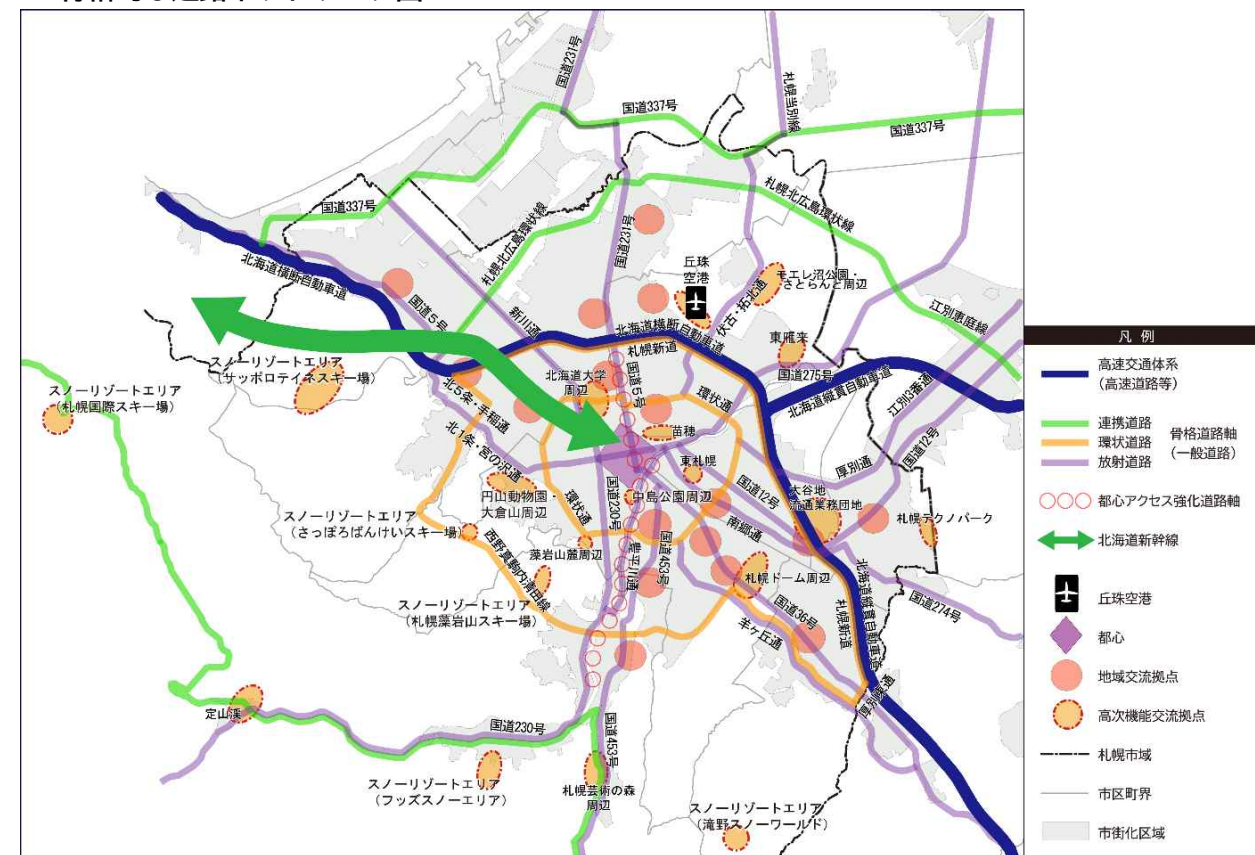 国道231号
札幌当別線
国道337号
国道337号
国道337号
札幌北広島環状線
札幌北広島環状線
国道231号
北海道横断自動車道
国道5号
新川通
丘珠
空港
伏古・拓北通
モエレ沼公園・
さとらんど周辺
江別恵庭線
北海道横断自動車道
札幌新道
東雁来
国道275号
北海道縦貫自動車道
江別3番通
国道12号
スノーリゾートエリア
(サッポロテイネスキー場)
スノーリゾートエリア
(札幌国際スキー場)
北5条・手稲通
北1条・宮の沢通
北海道大学
周辺
国道5号
環状通
苗穂
東札幌
厚別通
円山動物園・
大倉山周辺
環状通
国道230号
中島公園周辺
国道12号
大谷地
流通業務団地
札幌テクノパーク
スノーリゾートエリア
(さっぽろばんけいスキー場)
南郷通
藻岩山麓周辺
豊平川通
国道453号
西野真駒内清田線
札幌ドーム周辺
スノーリゾートエリア
(札幌藻岩山スキー場)
国道36号
羊ケ丘通
北海道縦貫自動車道
札幌新道
国道274号
厚別東通
定山渓
国道230号
国道453号
スノーリゾートエリア
(フッズスノーエリア)
札幌芸術の森
周辺
スノーリゾートエリア
(滝野スノーワールド)
凡 例
高速交通体系
(高速道路等)
連携道路
環状道路
放射道路
骨格道路軸
(一般道路)
都心アクセス強化道路軸
北海道新幹線
丘珠空港
都心
地域交流拠点
高次機能交流拠点
札幌市域
市区町界
市街化区域